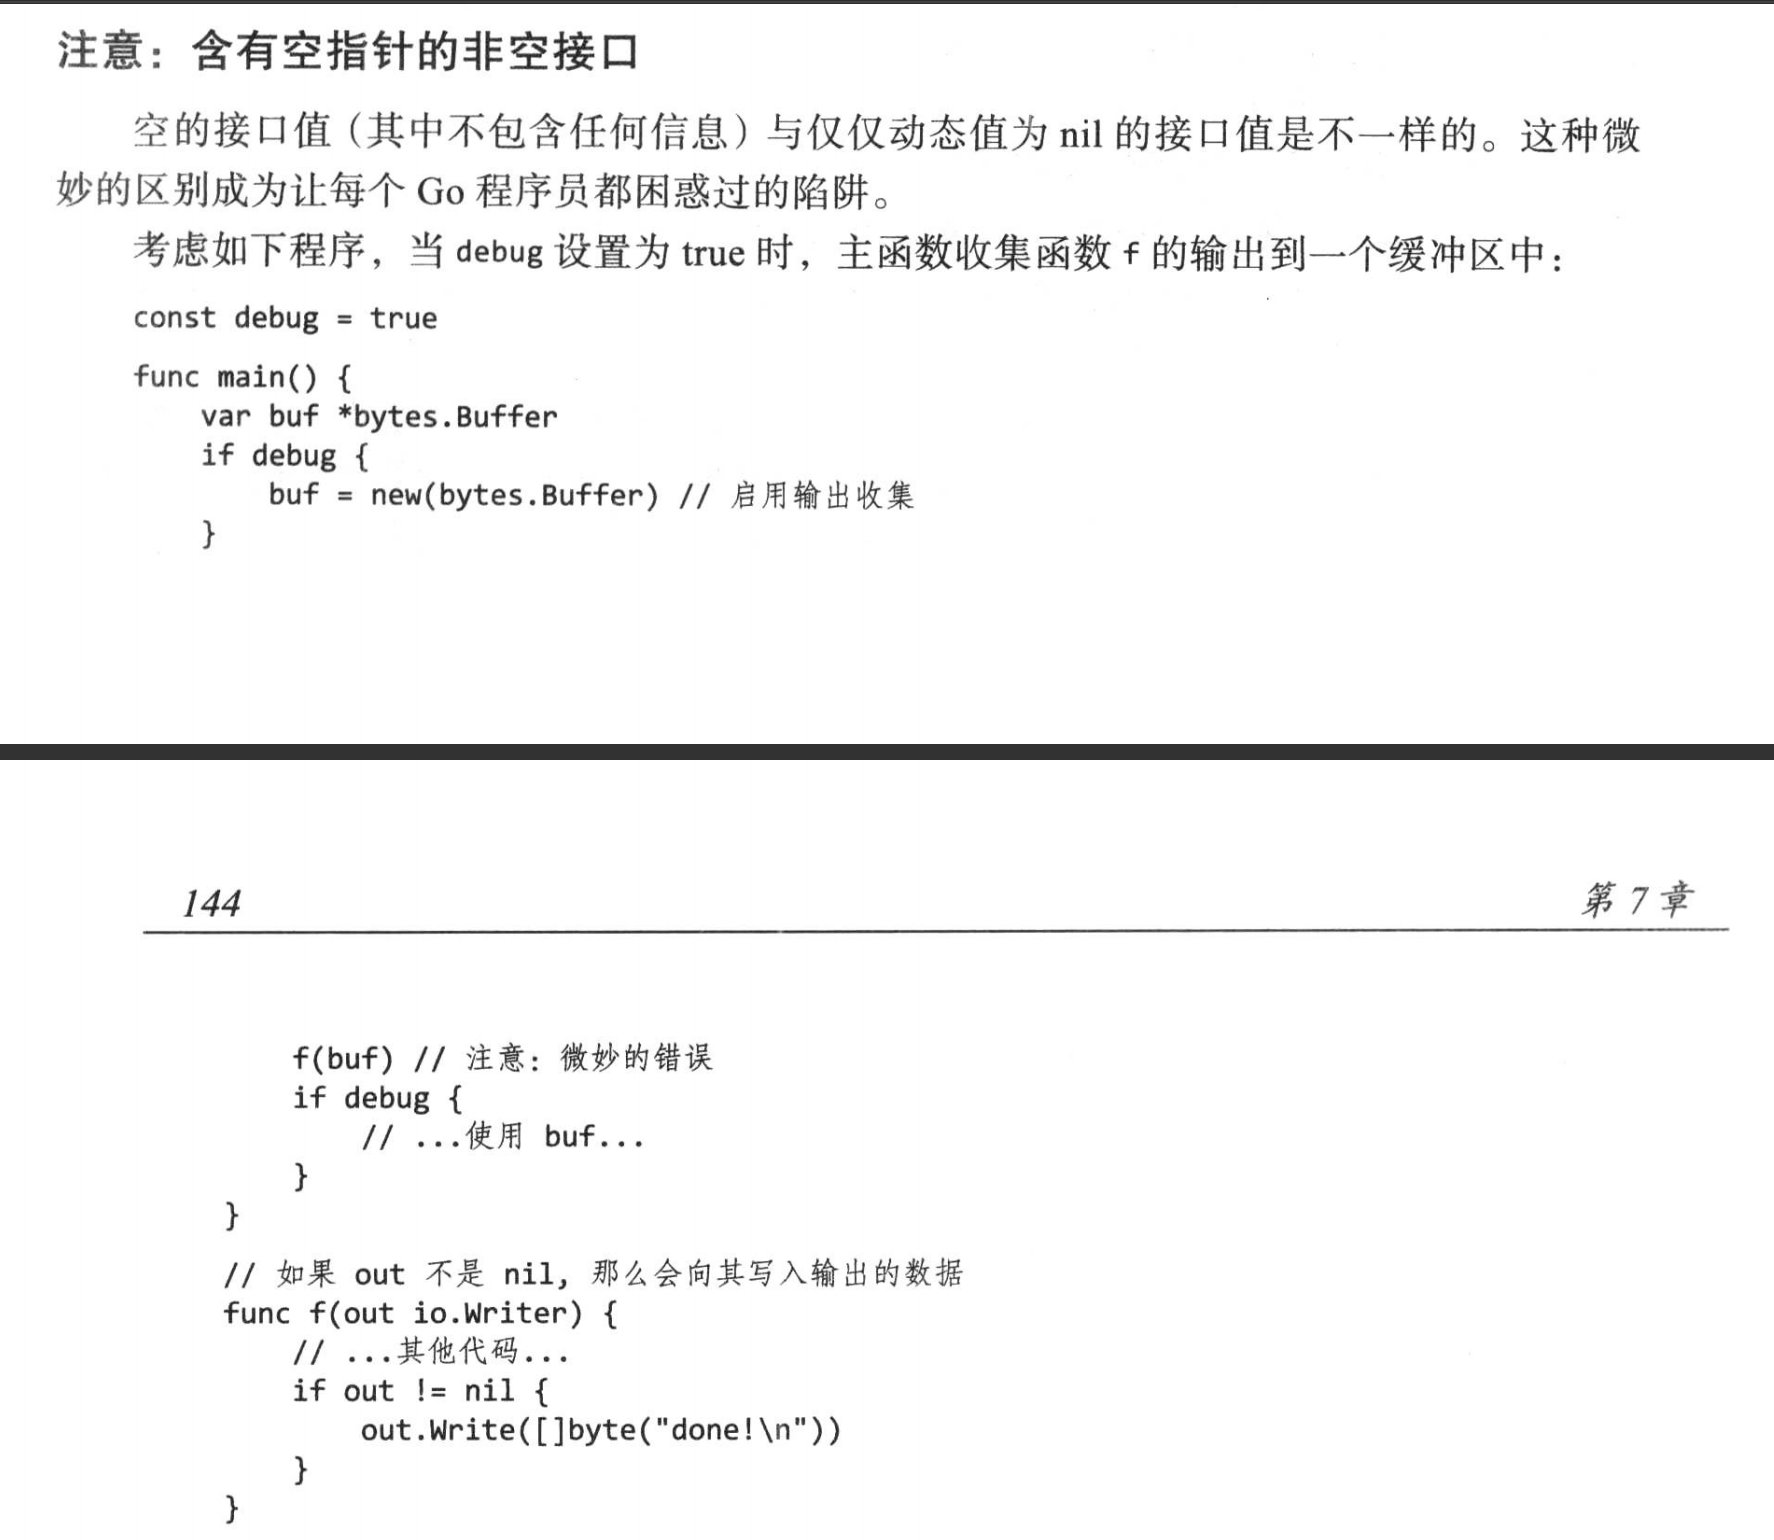 注意：含有空指针的非空接口
空的接口值（其中不包含任何信息）与仅仅动态值为 nil 的接口值是不一样的。这种微
妙的区别成为让每个 Go 程序员都困惑过的陷阱。
考虑如下程序，当 debug 设置为 true 时，主函数收集函数 f 的输出到一个缓冲区中：
const debug = true
func main() {
    var buf *bytes.Buffer
    if debug {
        buf = new(bytes.Buffer) // 启用输出收集
    }
144 第 7 章
    f(buf) // 注意：微妙的错误
    if debug {
        // ...使用 buf...
    }
}
// 如果 out 不是 nil, 那么会向其写入输出的数据
func f(out io.Writer) {
    // ...其他代码...
    if out != nil {
        out.Write([]byte("done!\n"))
    }
}